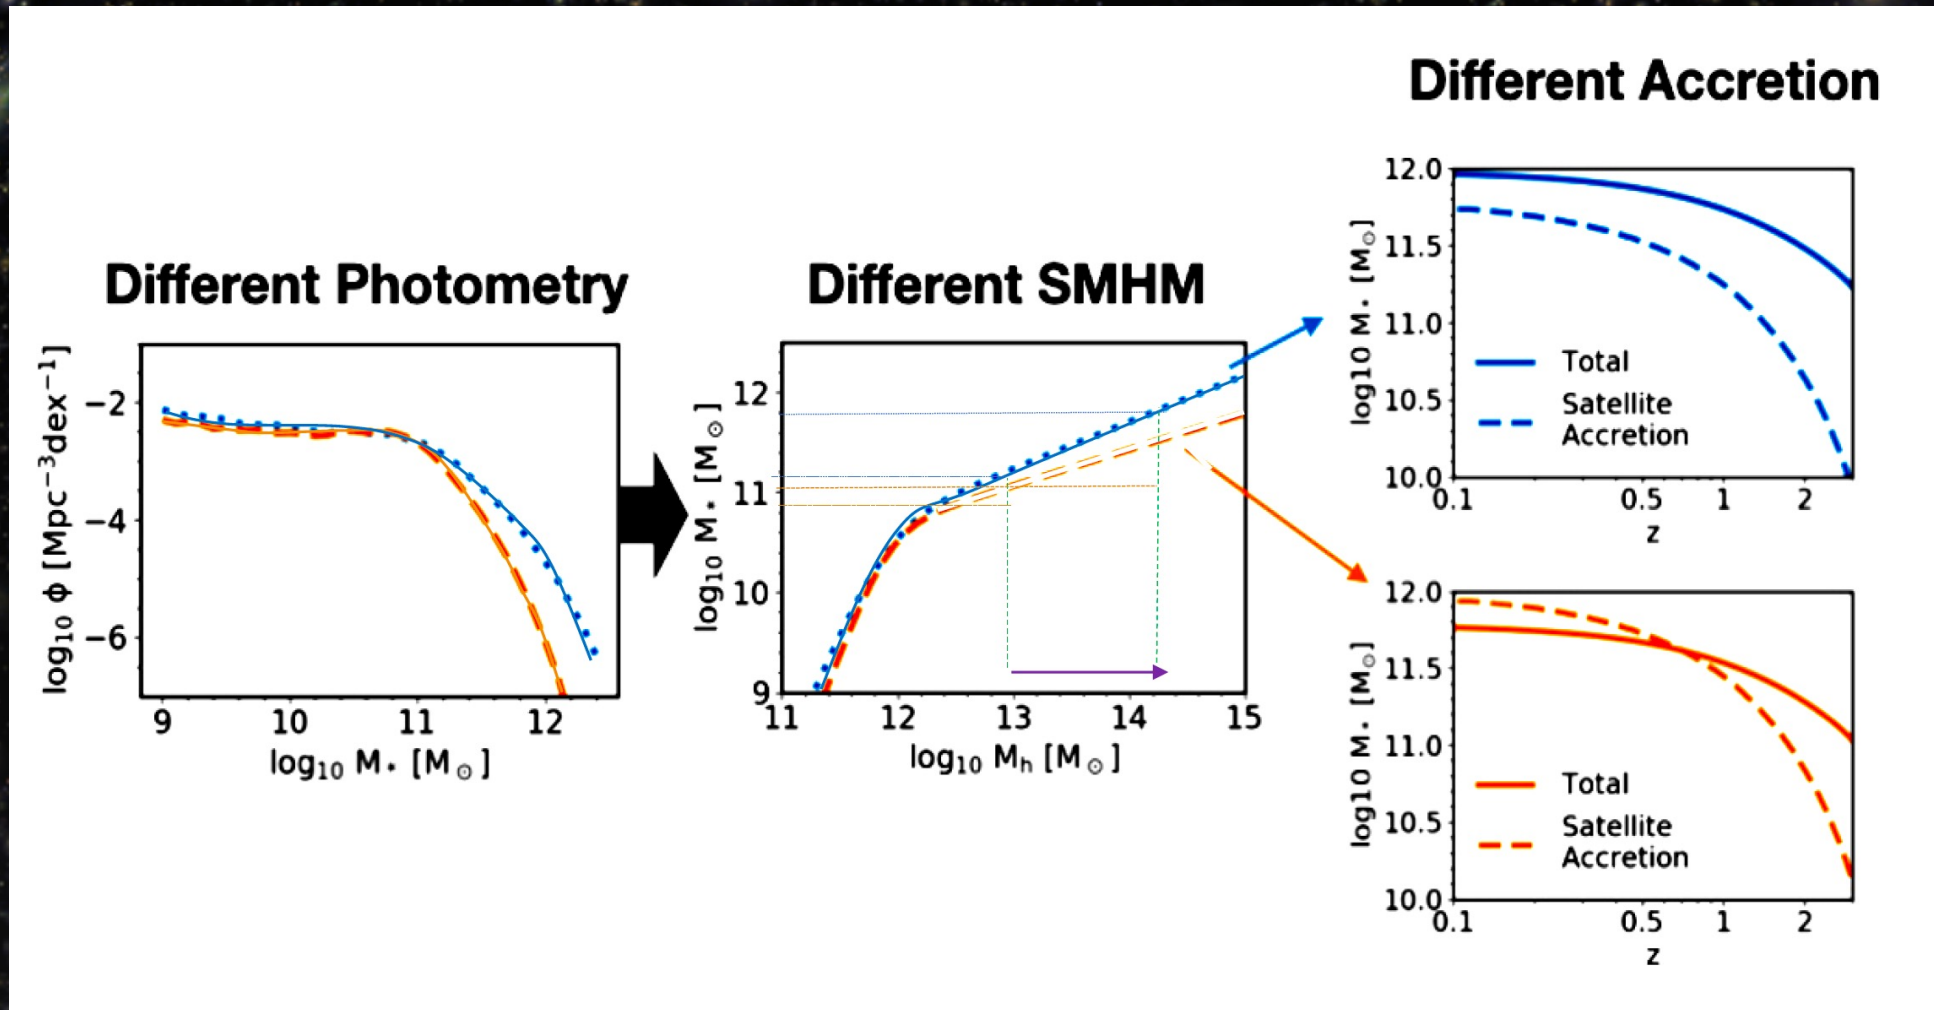 Different Accretion
Different Photometry
Different SMHM
log₁₀ ϕ [Mpc⁻³dex⁻¹]
−2
−4
−6
9 10 11 12
log₁₀ M* [M⊙]
log₁₀ M* [M⊙]
12
11
10
9
11 12 13 14 15
log₁₀ Mₕ [M⊙]
log10 M* [M⊙]
12.0
11.5
11.0
10.5
10.0
Total
Satellite
Accretion
0.1 0.5 1 2
z
log10 M* [M⊙]
12.0
11.5
11.0
10.5
10.0
Total
Satellite
Accretion
0.1 0.5 1 2
z